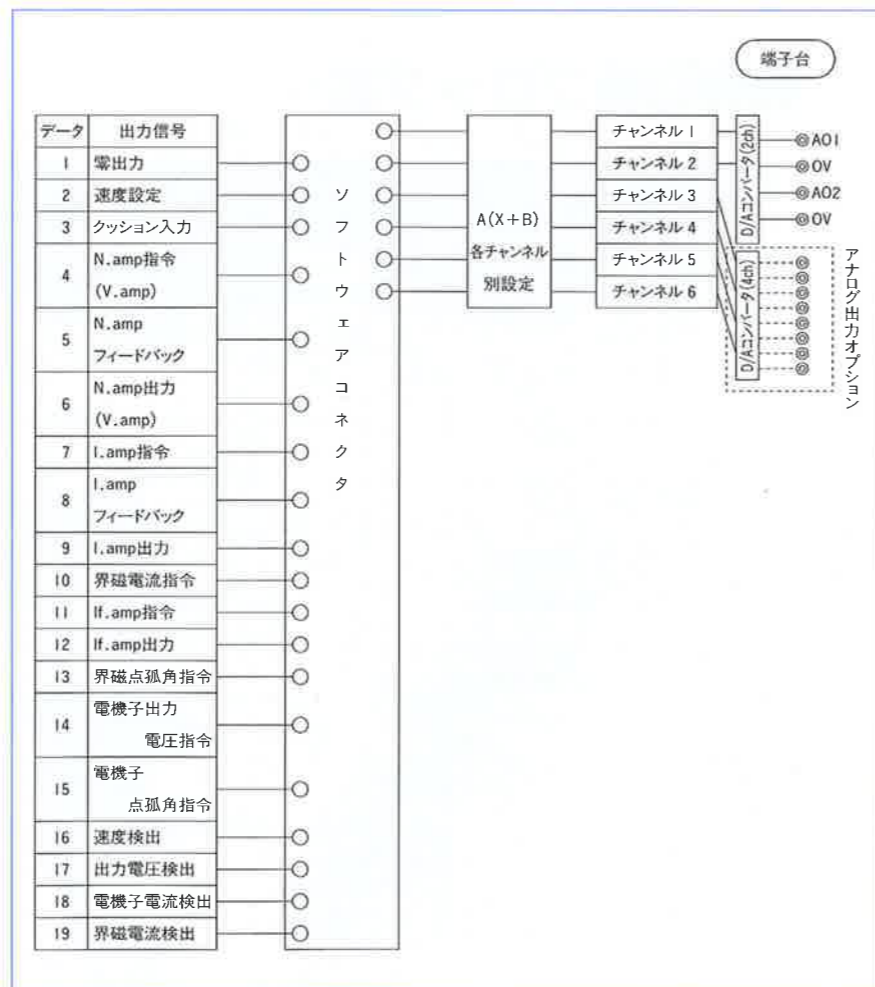 端子台
データ 出力信号
1 零出力
2 速度設定
3 クッション入力
4 N.amp指令
(V.amp)
5 N.amp
フィードバック
6 N.amp出力
(V.amp)
7 I.amp指令
8 I.amp
フィードバック
9 I.amp出力
10 界磁電流指令
11 If.amp指令
12 If.amp出力
13 界磁点孤角指令
14 電機子出力
電圧指令
15 電機子
点孤角指令
16 速度検出
17 出力電圧検出
18 電機子電流検出
19 界磁電流検出
ソフトウェアコネクタ
A(X+B)
各チャンネル
別設定
チャンネル 1
チャンネル 2
チャンネル 3
チャンネル 4
チャンネル 5
チャンネル 6
D/Aコンバータ(2ch)
AO1
0V
AO2
0V
D/Aコンバータ(4ch)
アナログ出力オプション